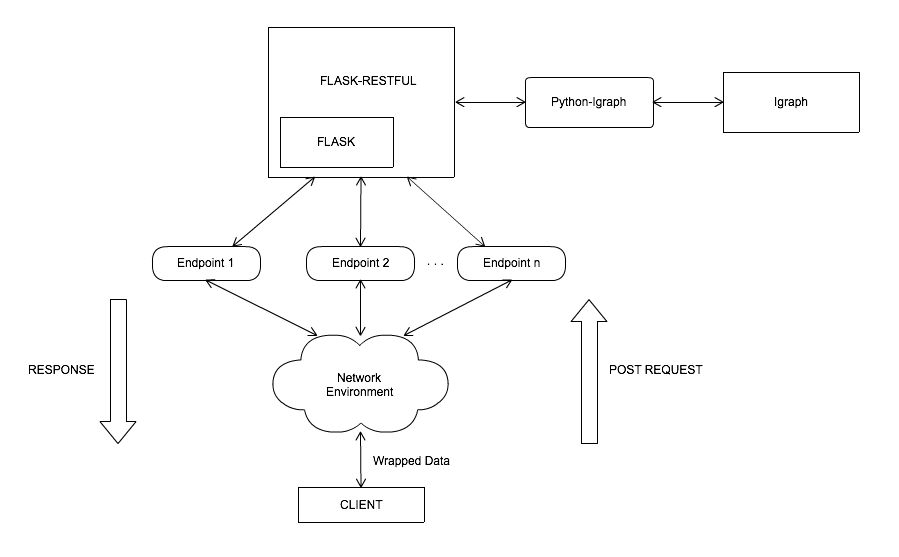 FLASK-RESTFUL
Python-Igraph
Igraph
FLASK
Endpoint 1
Endpoint 2
. . .
Endpoint n
RESPONSE
POST REQUEST
Network
Environment
Wrapped Data
CLIENT